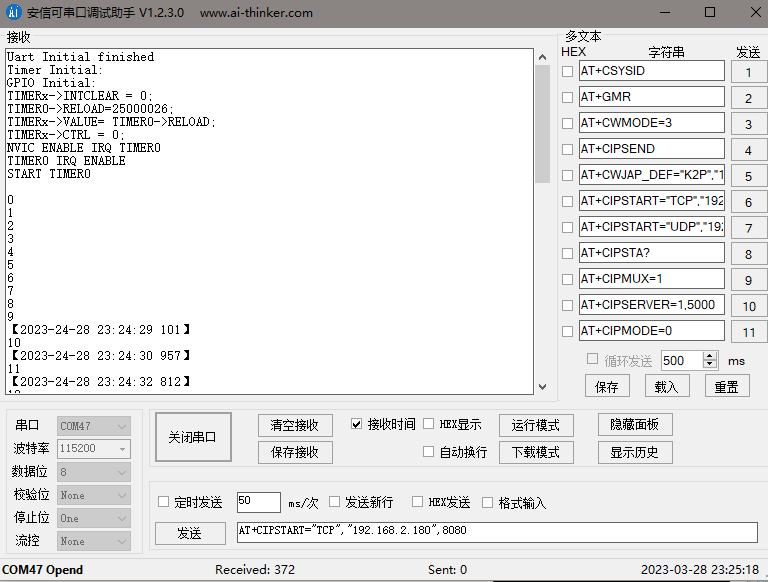 安信可串口调试助手 V1.2.3.0 www.ai-thinker.com
接收
Uart Initial finished
Timer Initial:
GPIO Initial:
TIMERx->INTCLEAR = 0;
TIMER0->RELOAD=25000026;
TIMERx->VALUE= TIMER0->RELOAD;
TIMERx->CTRL = 0;
NVIC ENABLE IRQ TIMER0
TIMER0 IRQ ENABLE
START TIMER0
0
1
2
3
4
5
6
7
8
9
【2023-24-28 23:24:29 101】
10
【2023-24-28 23:24:30 957】
11
【2023-24-28 23:24:32 812】
多文本
HEX 字符串 发送
AT+CSYSID 1
AT+GMR 2
AT+CWMODE=3 3
AT+CIPSEND 4
AT+CWJAP_DEF="K2P","1 5
AT+CIPSTART="TCP","192 6
AT+CIPSTART="UDP","192 7
AT+CIPSTA? 8
AT+CIPMUX=1 9
AT+CIPSERVER=1,5000 10
AT+CIPMODE=0 11
循环发送 500 ms
保存 载入 重置
串口 COM47
波特率 115200
数据位 8
校验位 None
停止位 One
流控 None
关闭串口
清空接收 接收时间 HEX显示 运行模式 隐藏面板
保存接收 自动换行 下载模式 显示历史
定时发送 50 ms/次 发送新行 HEX发送 格式输入
发送 AT+CIPSTART="TCP","192.168.2.180",8080
COM47 Opend Received: 372 Sent: 0 2023-03-28 23:25:18